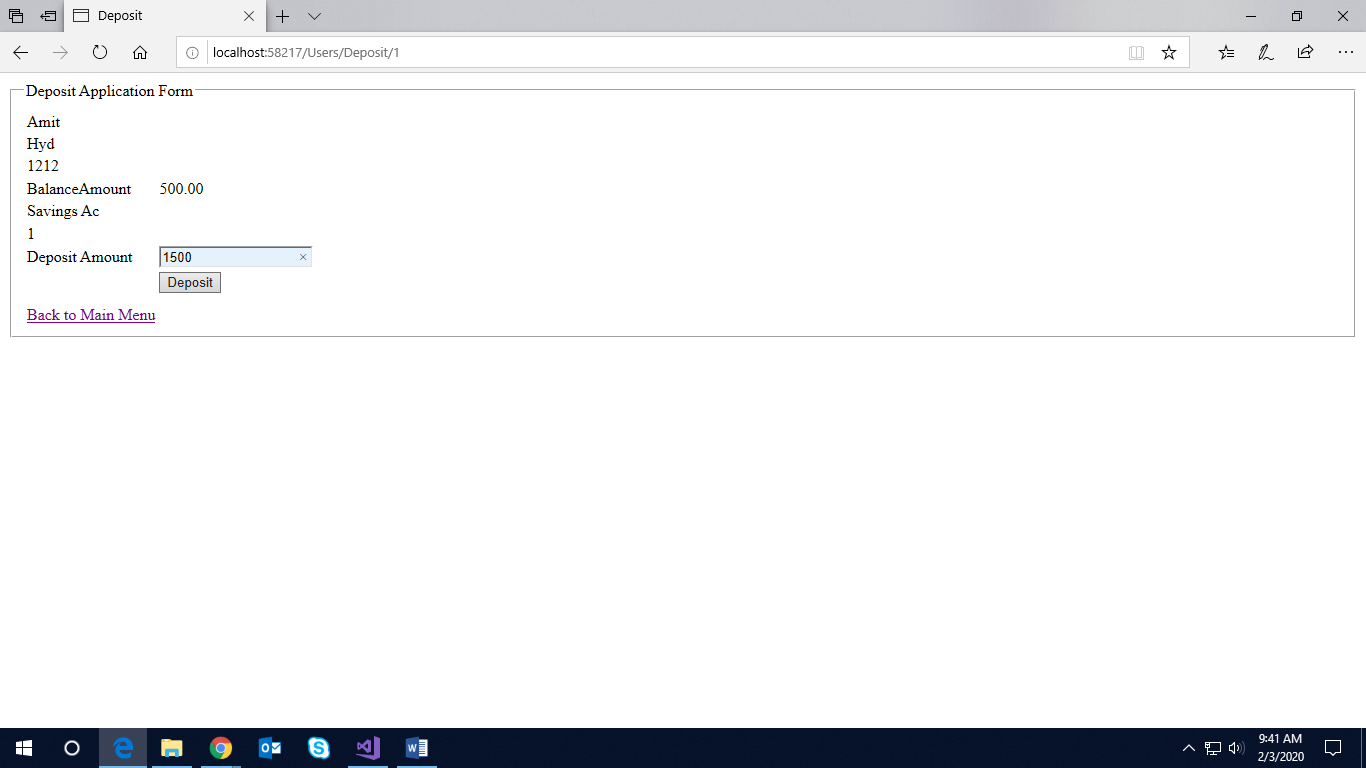 Deposit
localhost:58217/Users/Deposit/1
Deposit Application Form
Amit
Hyd
1212
BalanceAmount 500.00
Savings Ac
1
Deposit Amount 1500
Deposit
Back to Main Menu
9:41 AM
2/3/2020